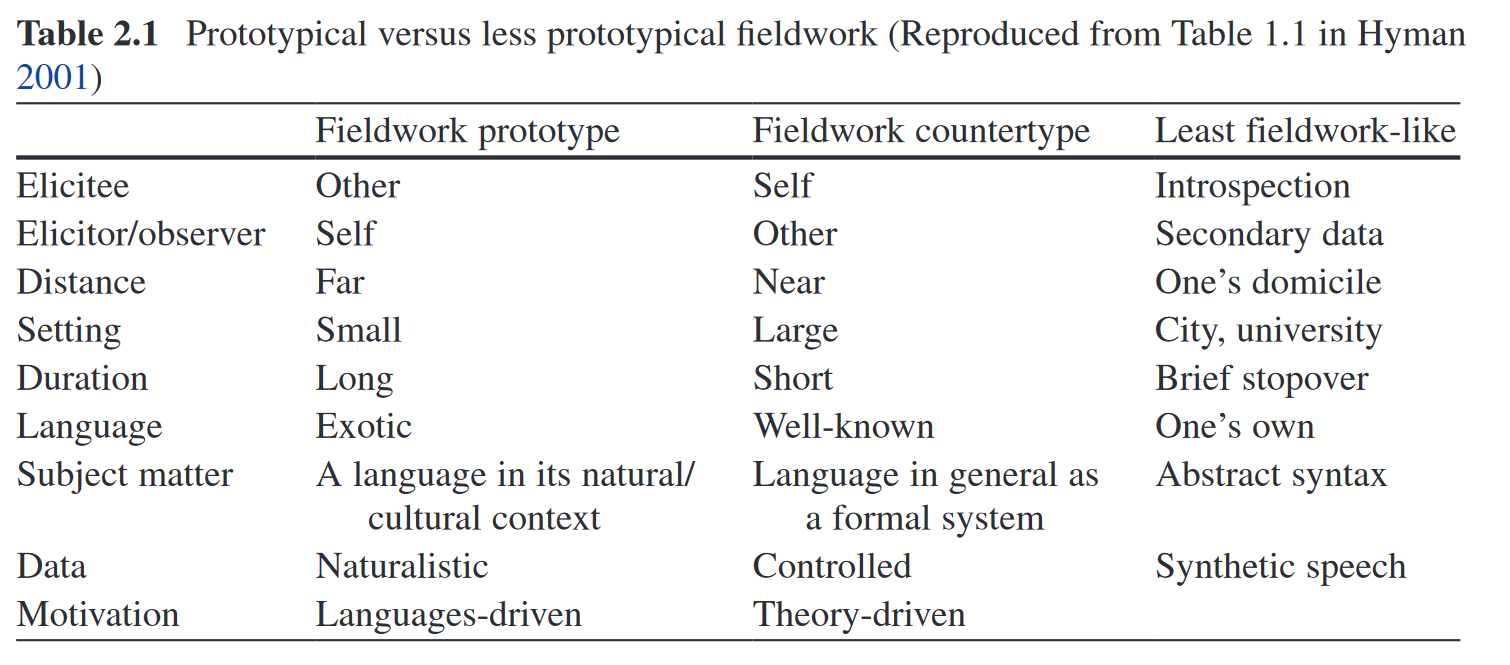 Table 2.1 Prototypical versus less prototypical fieldwork (Reproduced from Table 1.1 in Hyman
2001)
Fieldwork prototype Fieldwork countertype Least fieldwork-like
Elicitee Other Self Introspection
Elicitor/observer Self Other Secondary data
Distance Far Near One’s domicile
Setting Small Large City, university
Duration Long Short Brief stopover
Language Exotic Well-known One’s own
Subject matter A language in its natural/ Language in general as Abstract syntax
cultural context a formal system
Data Naturalistic Controlled Synthetic speech
Motivation Languages-driven Theory-driven